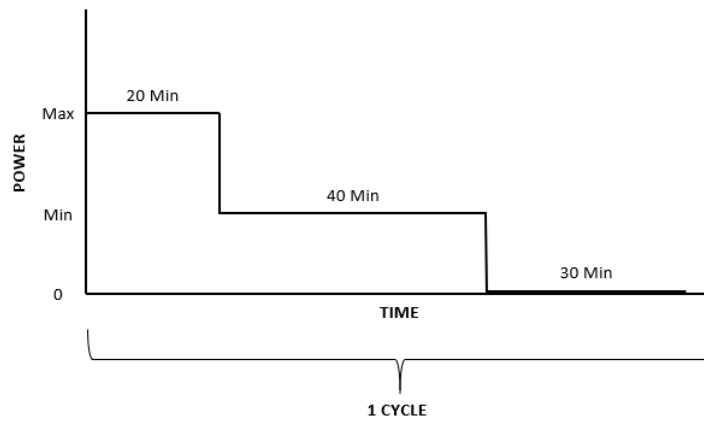 20 Min
Max
POWER
40 Min
Min
30 Min
0
TIME
1 CYCLE